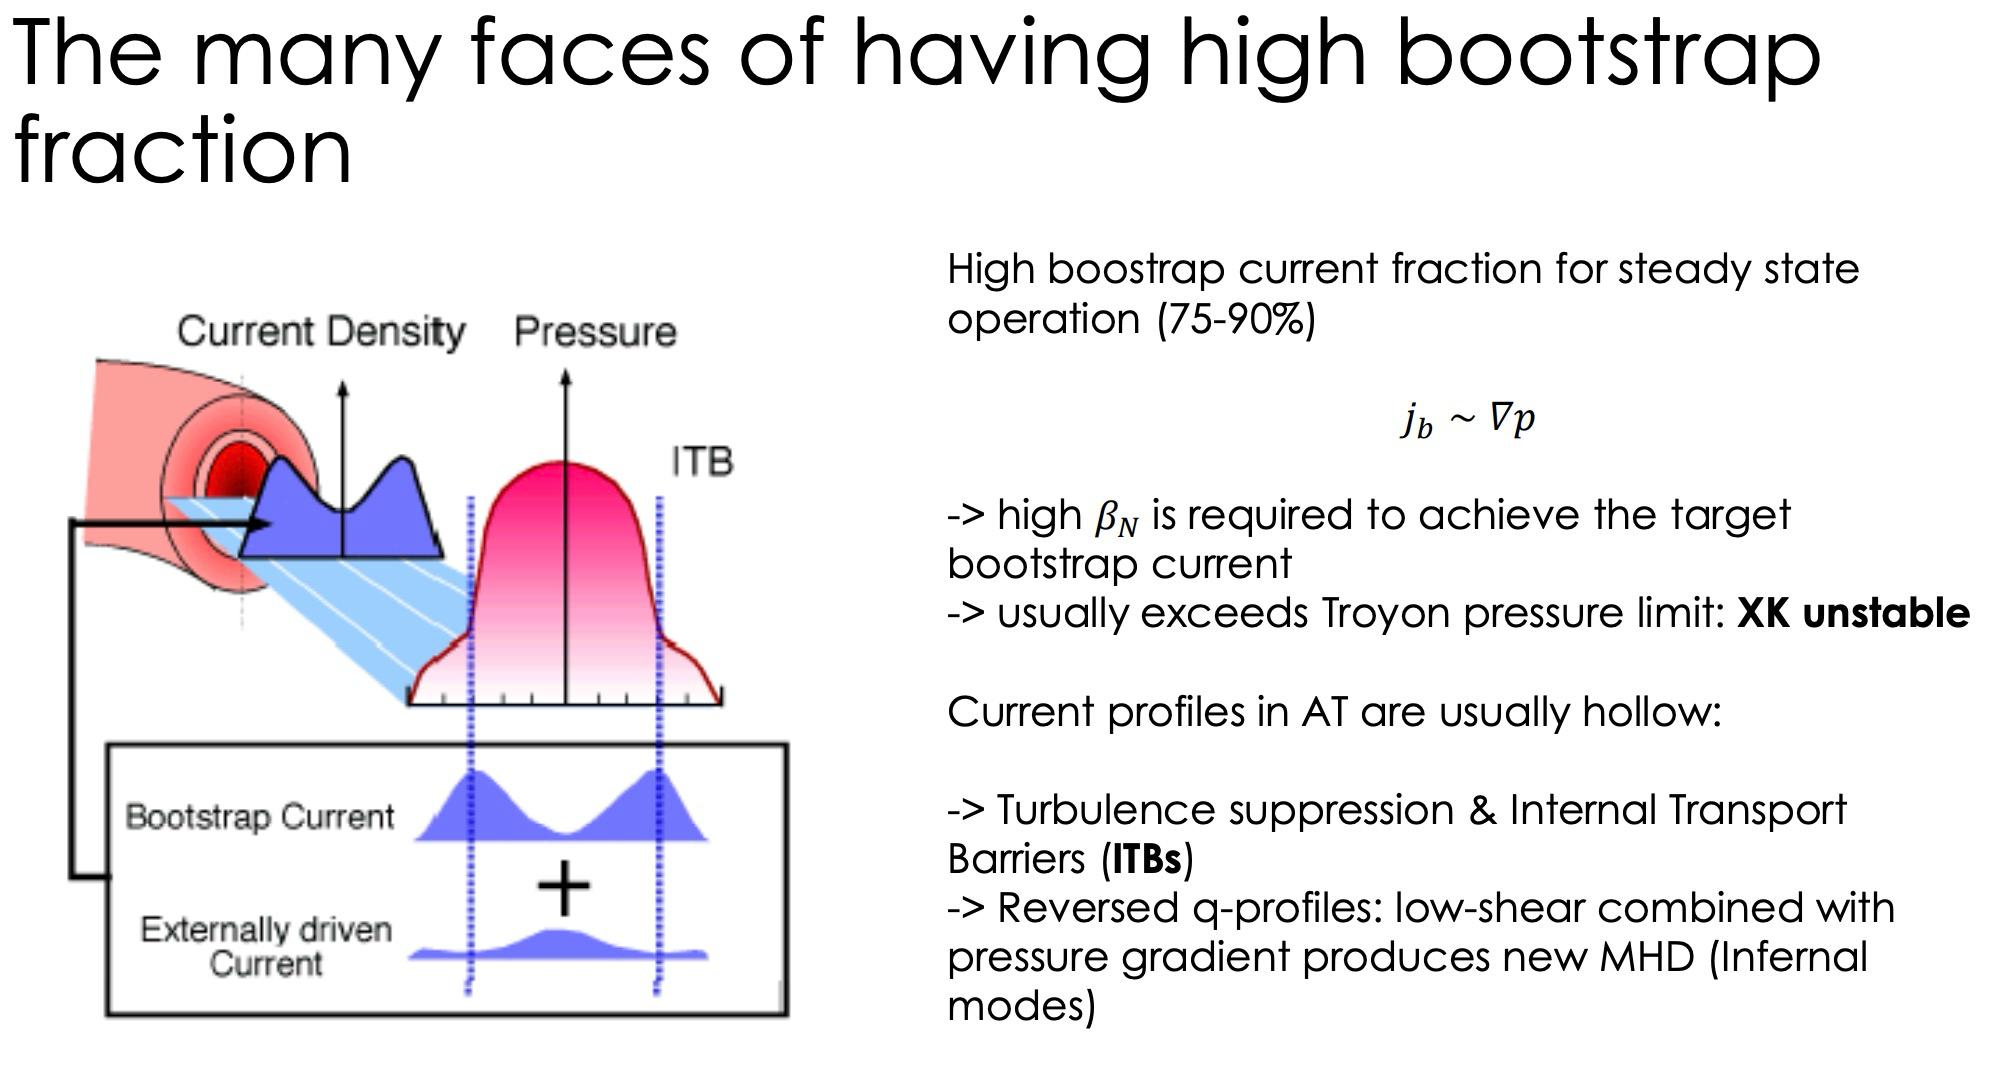 The many faces of having high bootstrap
fraction
Current Density
Pressure
ITB
Bootstrap Current
+
Externally driven
Current
High boostrap current fraction for steady state
operation (75-90%)
j_b ~ ∇p
-> high β_N is required to achieve the target
bootstrap current
-> usually exceeds Troyon pressure limit: XK unstable
Current profiles in AT are usually hollow:
-> Turbulence suppression & Internal Transport
Barriers (ITBs)
-> Reversed q-profiles: low-shear combined with
pressure gradient produces new MHD (Infernal
modes)